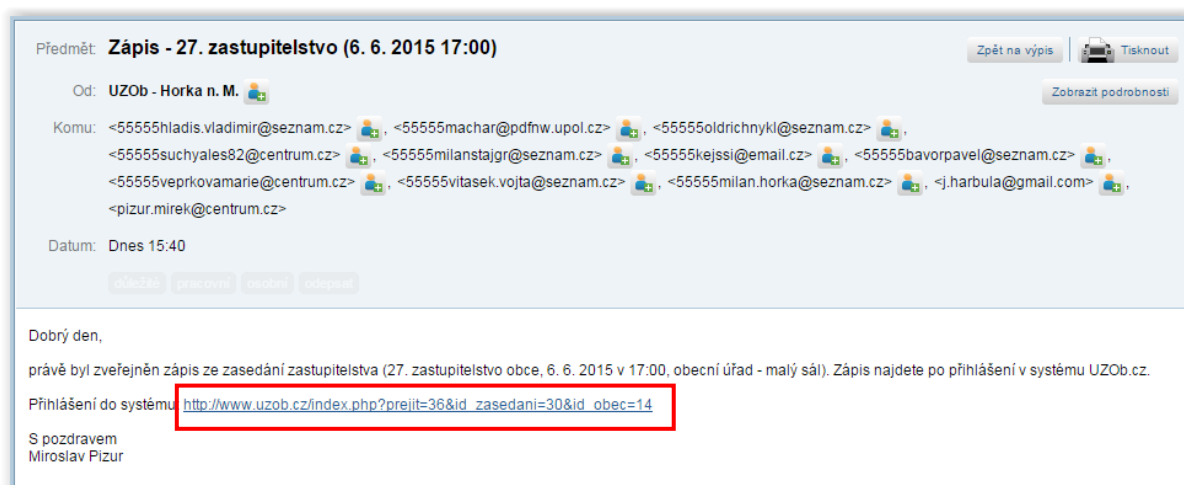 Předmět: Zápis - 27. zastupitelstvo (6. 6. 2015 17:00)
Zpět na výpis
Tisknout
Od: UZOb - Horka n. M.
Zobrazit podrobnosti
Komu: <55555hladis.vladimir@seznam.cz> , <55555machar@pdfnw.upol.cz> , <55555oldrichnykl@seznam.cz> ,
<55555suchyales82@centrum.cz> , <55555milanstajgr@seznam.cz> , <55555kejssi@email.cz> , <55555bavorpavel@seznam.cz> ,
<55555veprkovamarie@centrum.cz> , <55555vitasek.vojta@seznam.cz> , <55555milan.horka@seznam.cz> , <j.harbula@gmail.com> ,
<pizur.mirek@centrum.cz>
Datum: Dnes 15:40
důležité pracovní osobní odepsat
Dobrý den,
právě byl zveřejněn zápis ze zasedání zastupitelstva (27. zastupitelstvo obce, 6. 6. 2015 v 17:00, obecní úřad - malý sál). Zápis najdete po přihlášení v systému UZOb.cz.
Přihlášení do systému: http://www.uzob.cz/index.php?prejit=36&id_zasedani=30&id_obec=14
S pozdravem
Miroslav Pizur